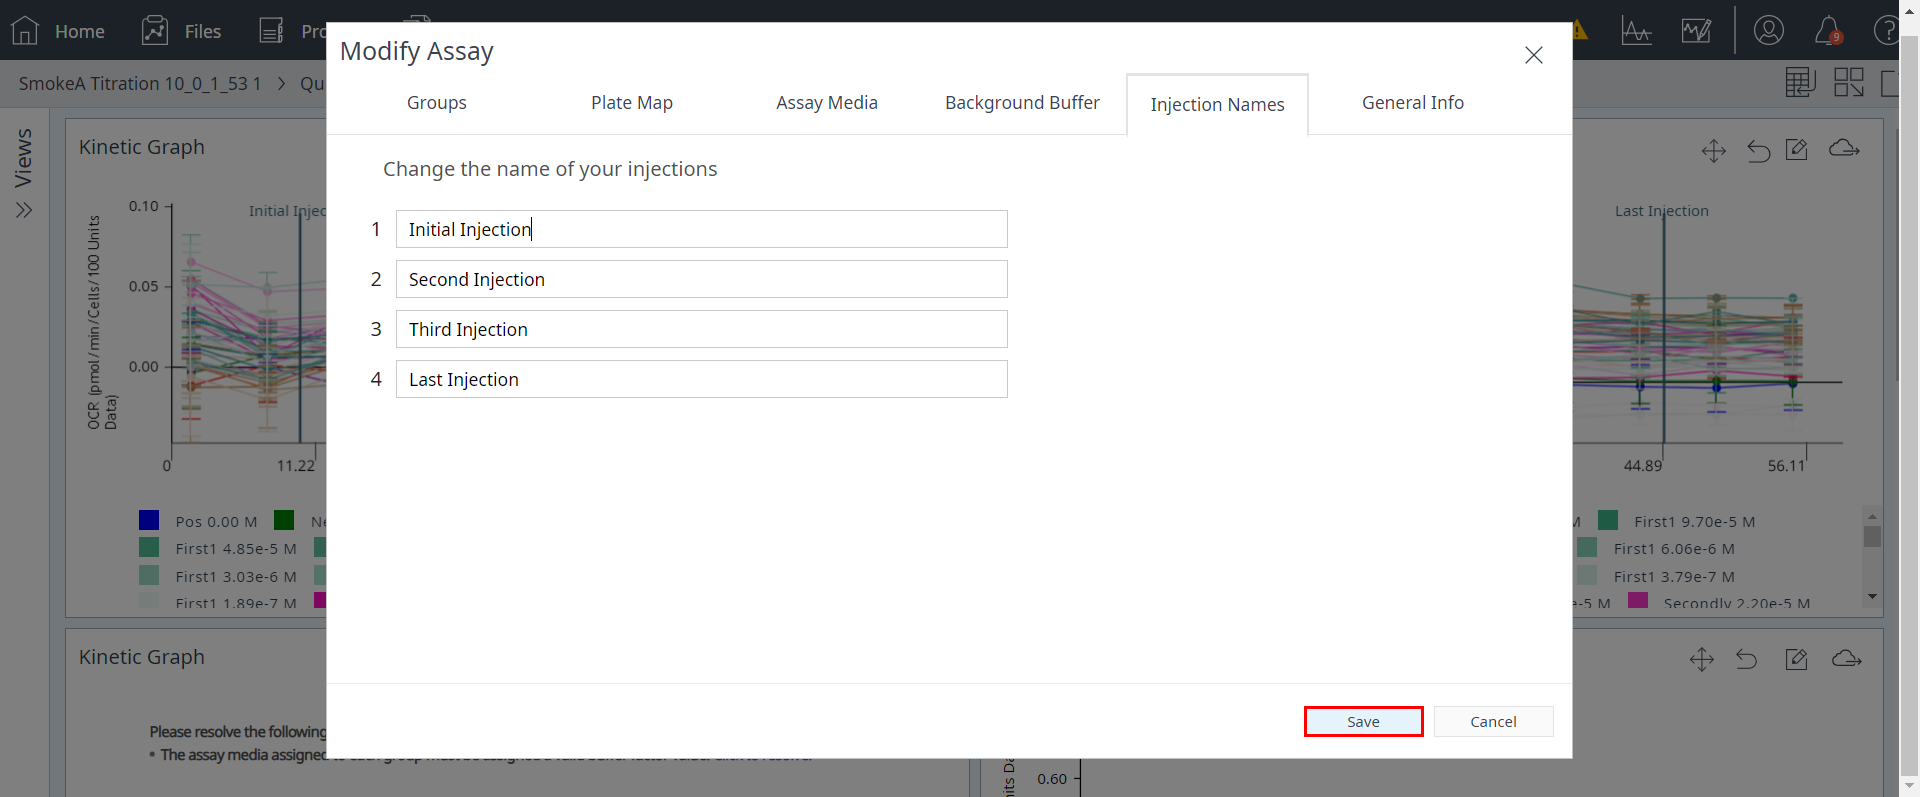 Home
Files
9
SmokeA Titration 10_0_1_53 1
Modify Assay
Groups
Plate Map
Assay Media
Background Buffer
Injection Names
General Info
Change the name of your injections
1 Initial Injection
2 Second Injection
3 Third Injection
4 Last Injection
Save
Cancel
Views
Kinetic Graph
OCR (pmol/min/Cells/100 Units
Data)
0.10
0.05
0.00
0
11.22
Initial
Last Injection
44.89
56.11
Pos 0.00 M
First1 9.70e-5 M
First1 4.85e-5 M
First1 6.06e-6 M
First1 3.03e-6 M
First1 3.79e-7 M
First1 1.89e-7 M
Secondly 2.20e-5 M
Kinetic Graph
Please resolve the following
• The assay media assigned
0.60